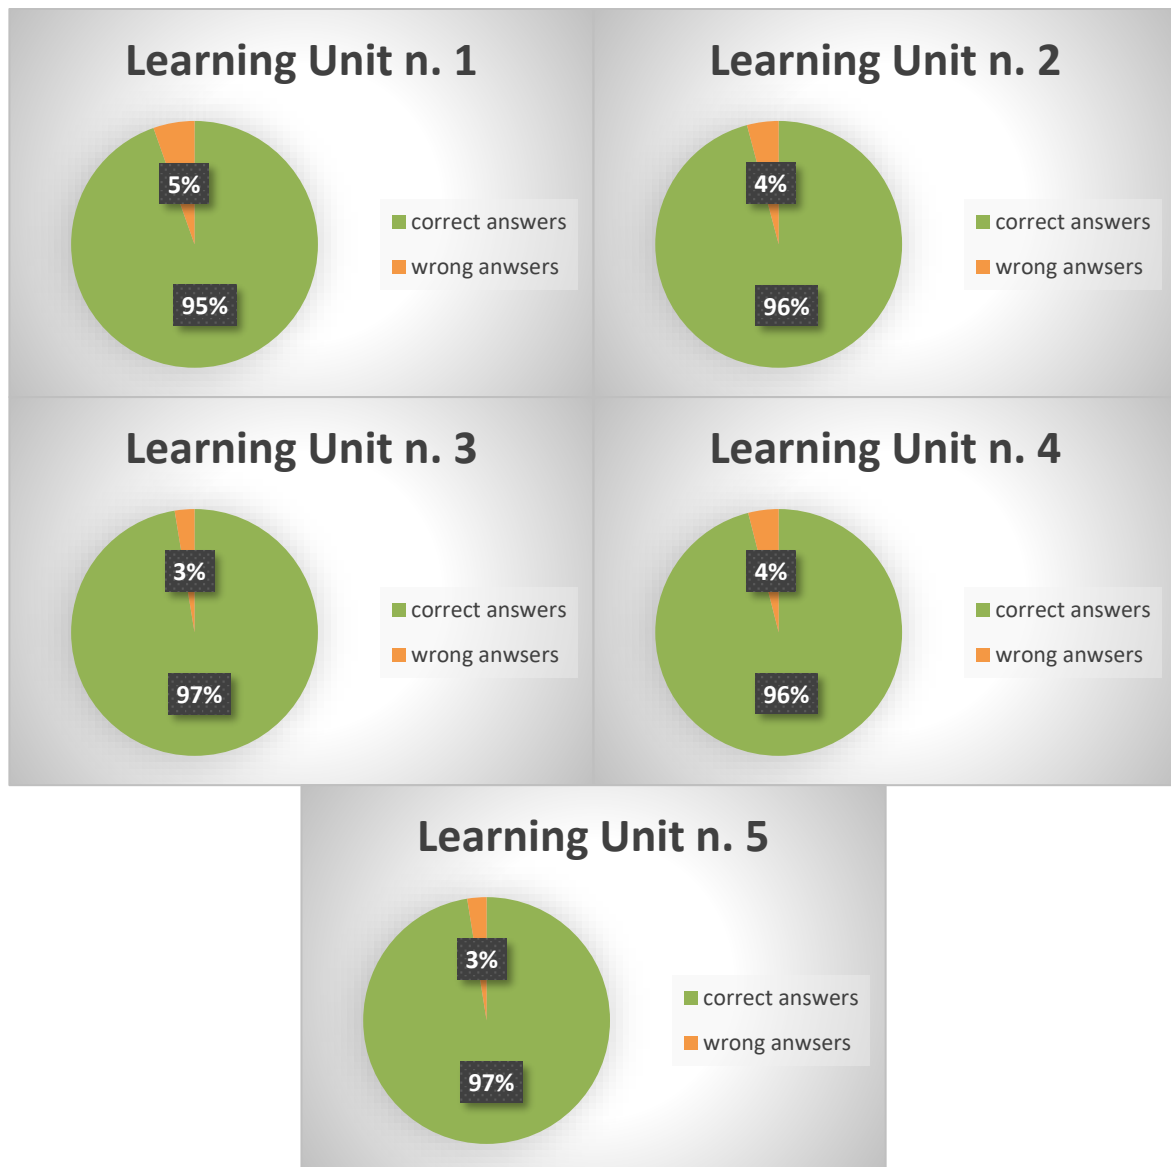 Learning Unit n. 1
5%
95%
correct answers
wrong anwsers
Learning Unit n. 2
4%
96%
correct answers
wrong anwsers
Learning Unit n. 3
3%
97%
correct answers
wrong anwsers
Learning Unit n. 4
4%
96%
correct answers
wrong anwsers
Learning Unit n. 5
3%
97%
correct answers
wrong anwsers